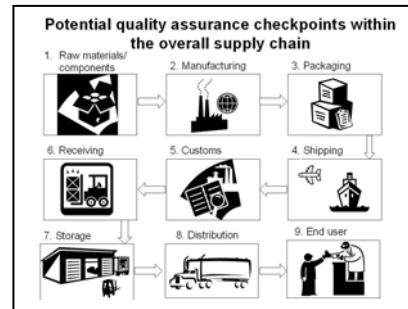 Potential quality assurance checkpoints within
the overall supply chain
1. Raw materials/
components
2. Manufacturing
3. Packaging
6. Receiving
5. Customs
4. Shipping
7. Storage
8. Distribution
9. End user